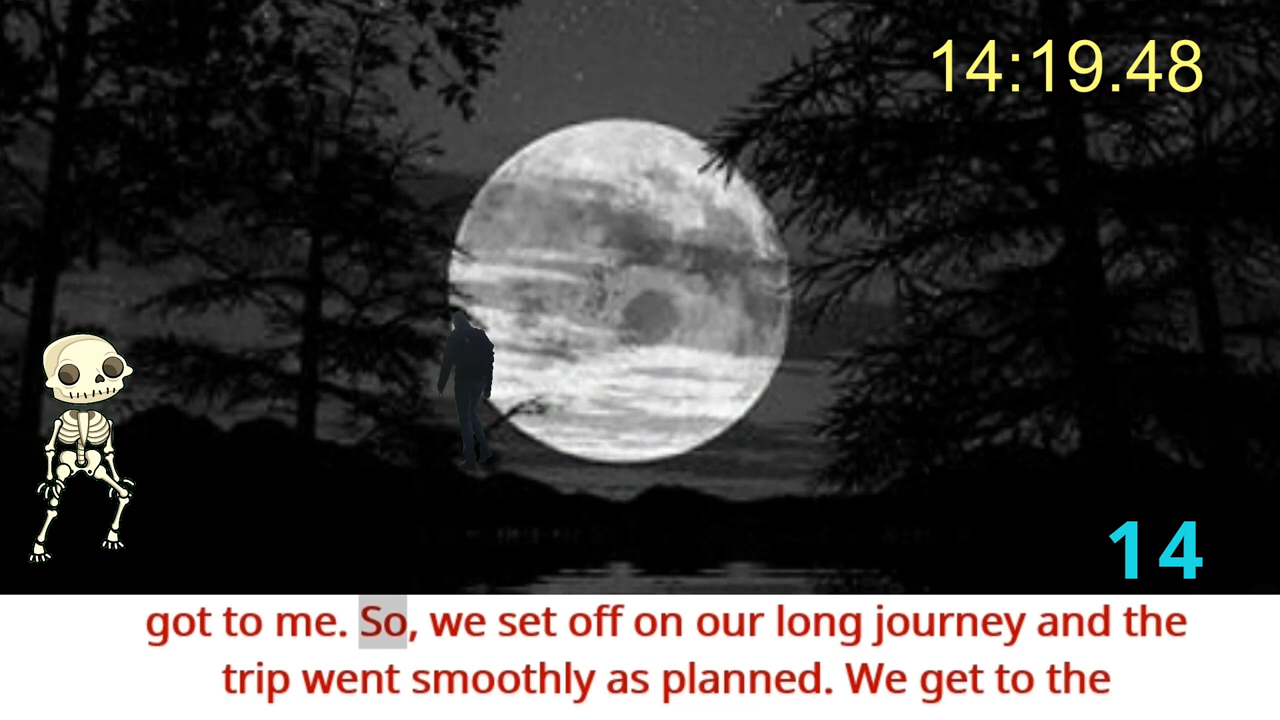 14:19.48
14
got to me. So, we set off on our long journey and the
trip went smoothly as planned. We get to the